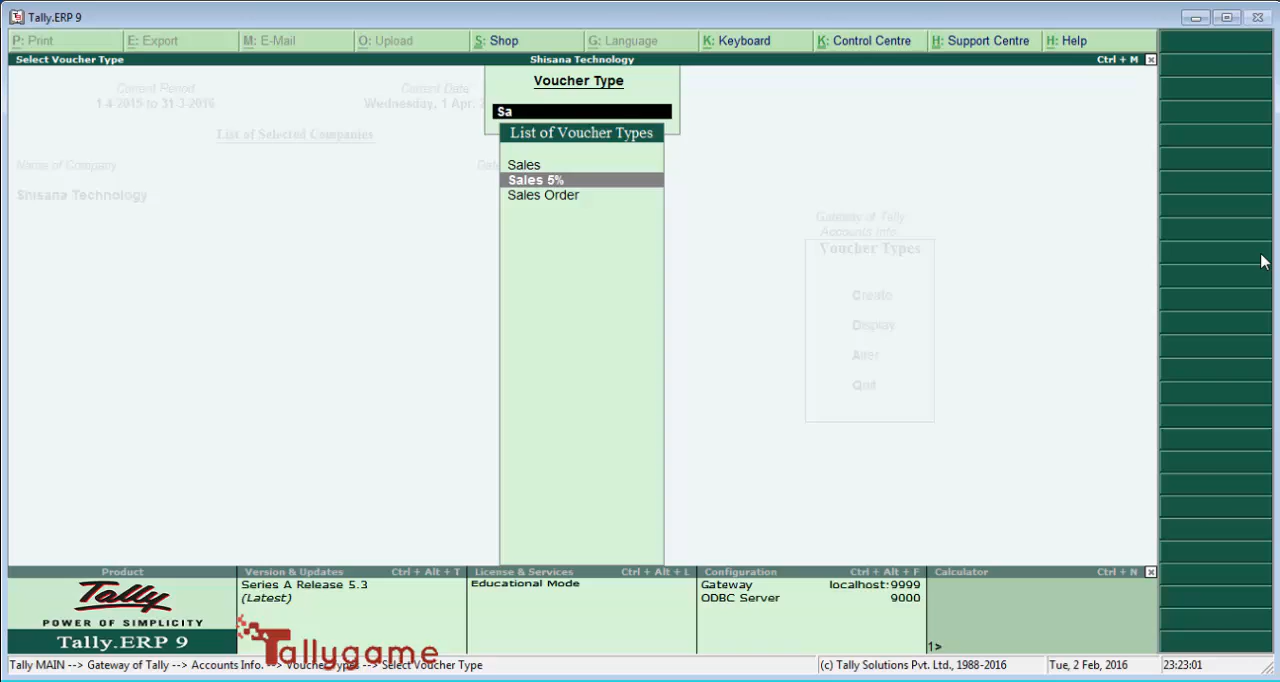 Tally.ERP 9
P: Print E: Export M: E-Mail O: Upload S: Shop G: Language K: Keyboard K: Control Centre H: Support Centre H: Help
Select Voucher Type Shisana Technology Ctrl + M
Current Period Current Date
1-4-2015 to 31-3-2016 Wednesday, 1 Apr, 2
List of Selected Companies
Name of Company Date
Shisana Technology
Voucher Type
Sa
List of Voucher Types
Sales
Sales 5%
Sales Order
Gateway of Tally
Accounts Info.
Voucher Types
Create
Display
Alter
Quit
Product
Tally
POWER OF SIMPLICITY
Tally.ERP 9
Version & Updates Ctrl + Alt + T
Series A Release 5.3
(Latest)
License & Services Ctrl + Alt + L
Educational Mode
Configuration Ctrl + Alt + F
Gateway localhost:9999
ODBC Server 9000
Calculator Ctrl + N
1>
Tallygame
Tally MAIN --> Gateway of Tally --> Accounts Info. --> Voucher Types --> Select Voucher Type (c) Tally Solutions Pvt. Ltd., 1988-2016 Tue, 2 Feb, 2016 23:23:01